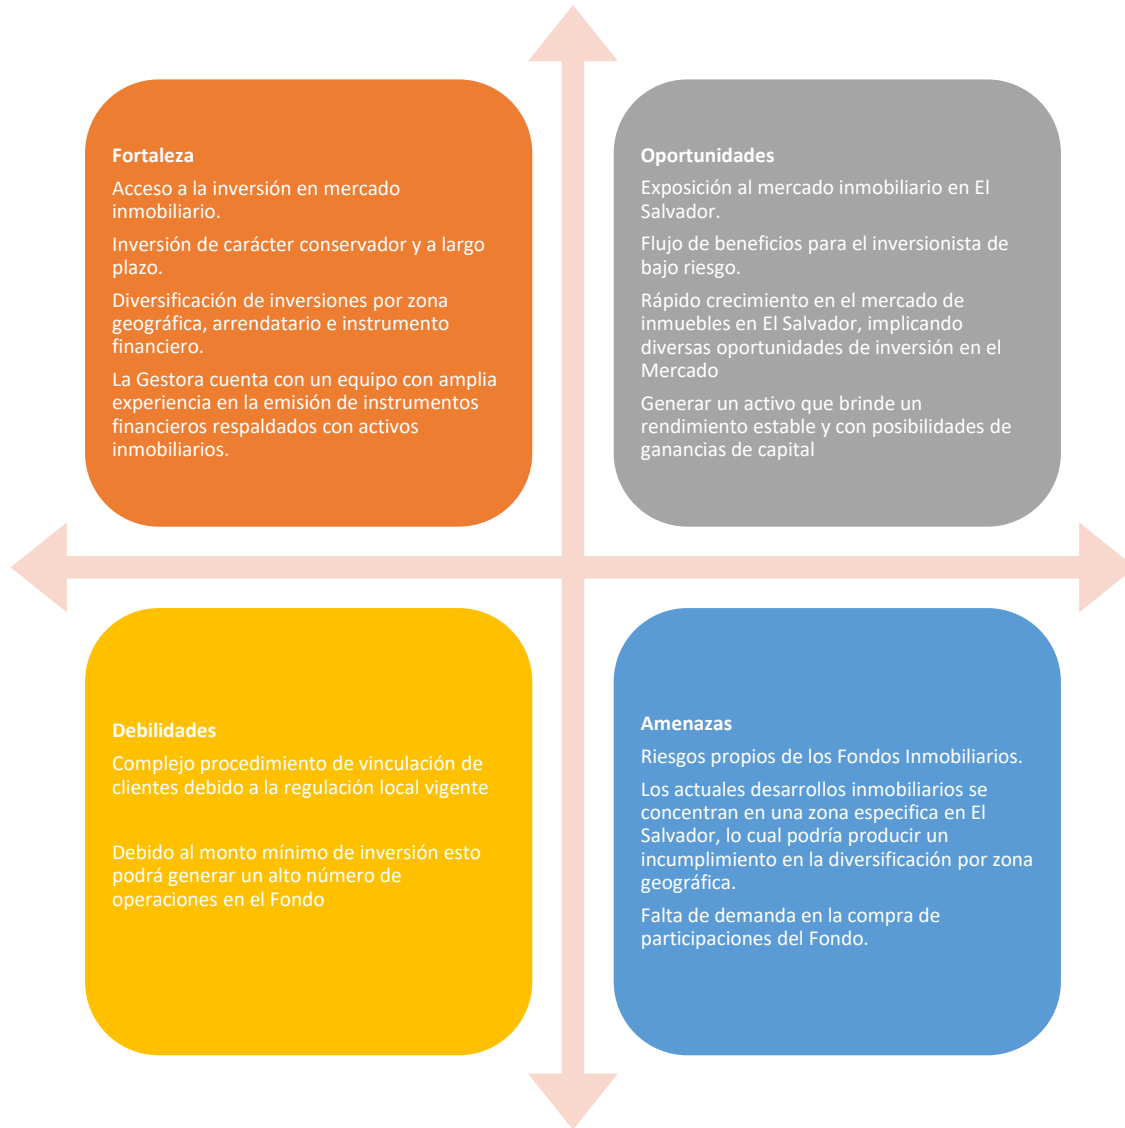 Fortaleza
Acceso a la inversión en mercado
inmobiliario.
Inversión de carácter conservador y a largo
plazo.
Diversificación de inversiones por zona
geográfica, arrendatario e instrumento
financiero.
La Gestora cuenta con un equipo con amplia
experiencia en la emisión de instrumentos
financieros respaldados con activos
inmobiliarios.
Oportunidades
Exposición al mercado inmobiliario en El
Salvador.
Flujo de beneficios para el inversionista de
bajo riesgo.
Rápido crecimiento en el mercado de
inmuebles en El Salvador, implicando
diversas oportunidades de inversión en el
Mercado
Generar un activo que brinde un
rendimiento estable y con posibilidades de
ganancias de capital
Debilidades
Complejo procedimiento de vinculación de
clientes debido a la regulación local vigente
Debido al monto mínimo de inversión esto
podrá generar un alto número de
operaciones en el Fondo
Amenazas
Riesgos propios de los Fondos Inmobiliarios.
Los actuales desarrollos inmobiliarios se
concentran en una zona especifica en El
Salvador, lo cual podría producir un
incumplimiento en la diversificación por zona
geográfica.
Falta de demanda en la compra de
participaciones del Fondo.